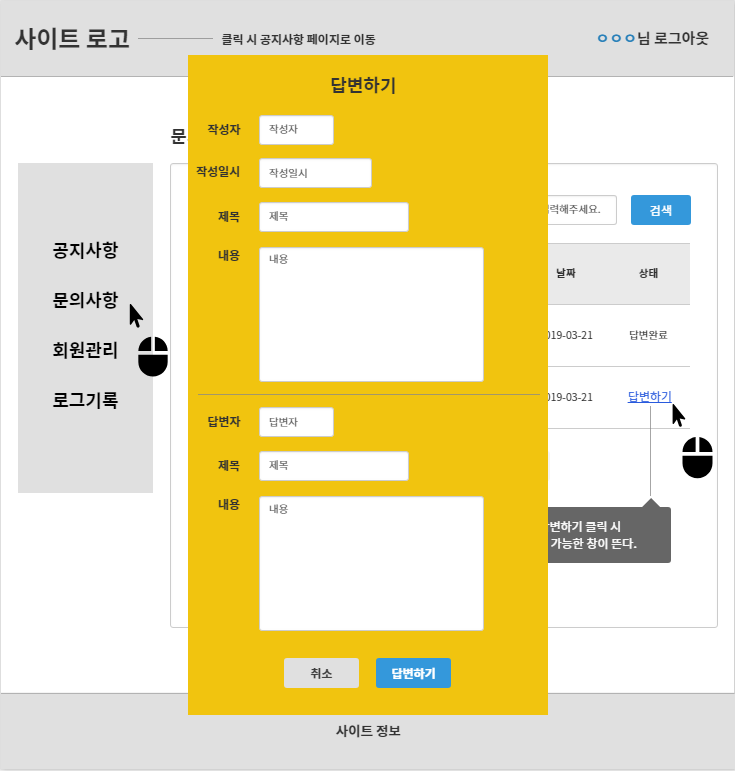 사이트 로고
클릭 시 공지사항 페이지로 이동
ㅇㅇㅇ님 로그아웃
문
공지사항
문의사항
회원관리
로그기록
답변하기
작성자 작성자
작성일시 작성일시
제목 제목
내용 내용
답변자 답변자
제목 제목
내용 내용
취소 답변하기
력해주세요. 검색
날짜 상태
019-03-21 답변완료
019-03-21 답변하기
변하기 클릭 시
가능한 창이 뜬다.
사이트 정보